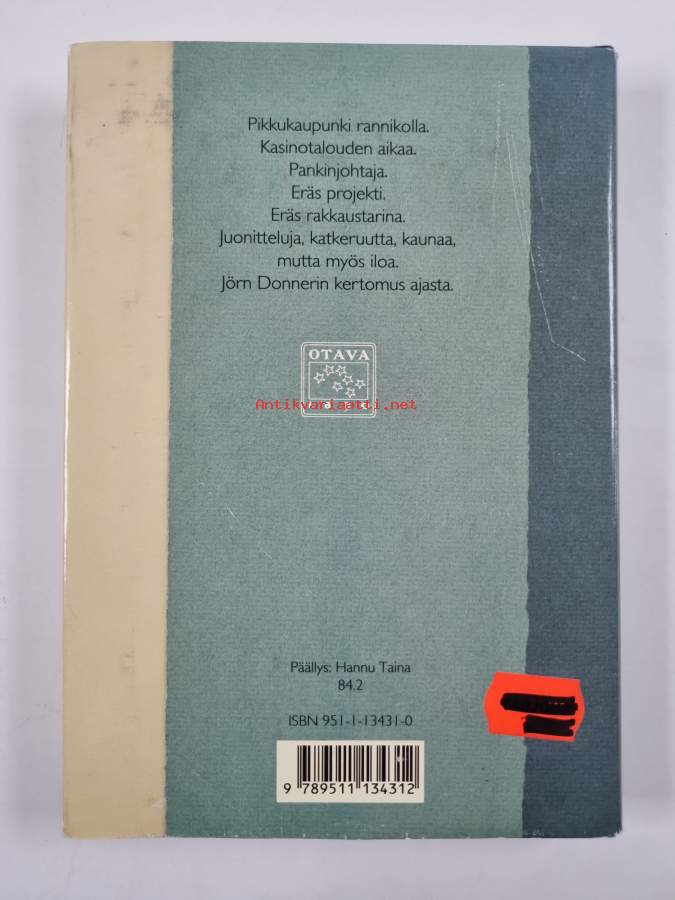 Pikkukaupunki rannikolla.
Kasinotalouden aikaa.
Pankinjohtaja.
Eräs projekti.
Eräs rakkaustarina.
Juonitteluja, katkeruutta, kaunaa,
mutta myös iloa.
Jörn Donnerin kertomus ajasta.
OTAVA
Antikvariaatti.net
Päällys: Hannu Taina
84.2
ISBN 951-1-13431-0
9 789511 134312